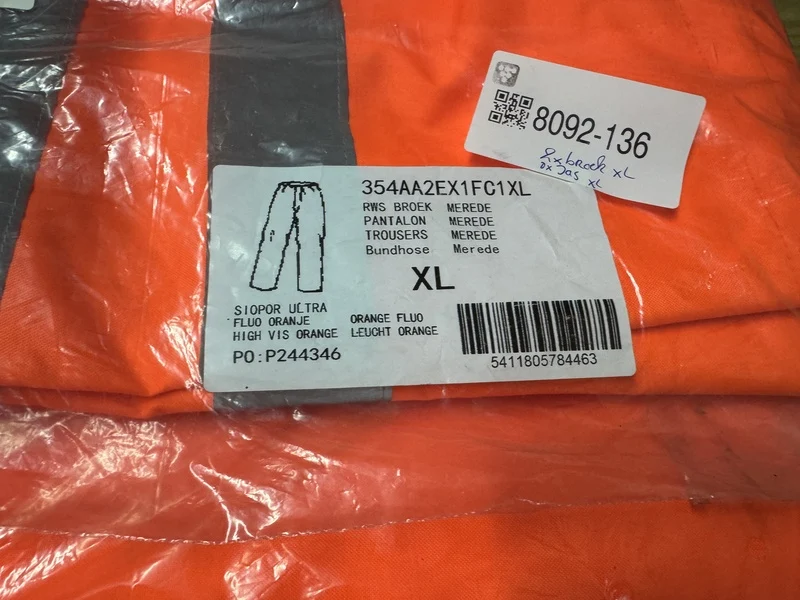 8092-136
8x broek XL
Jas XL
354AA2EX1FC1XL
RWS BROEK MEREDE
PANTALON MEREDE
TROUSERS MEREDE
Bundhose Merede
XL
SIOPOR ULTRA
FLUO ORANJE ORANGE FLUO
HIGH VIS ORANGE LEUCHT ORANGE
PO:P244346
5411805784463